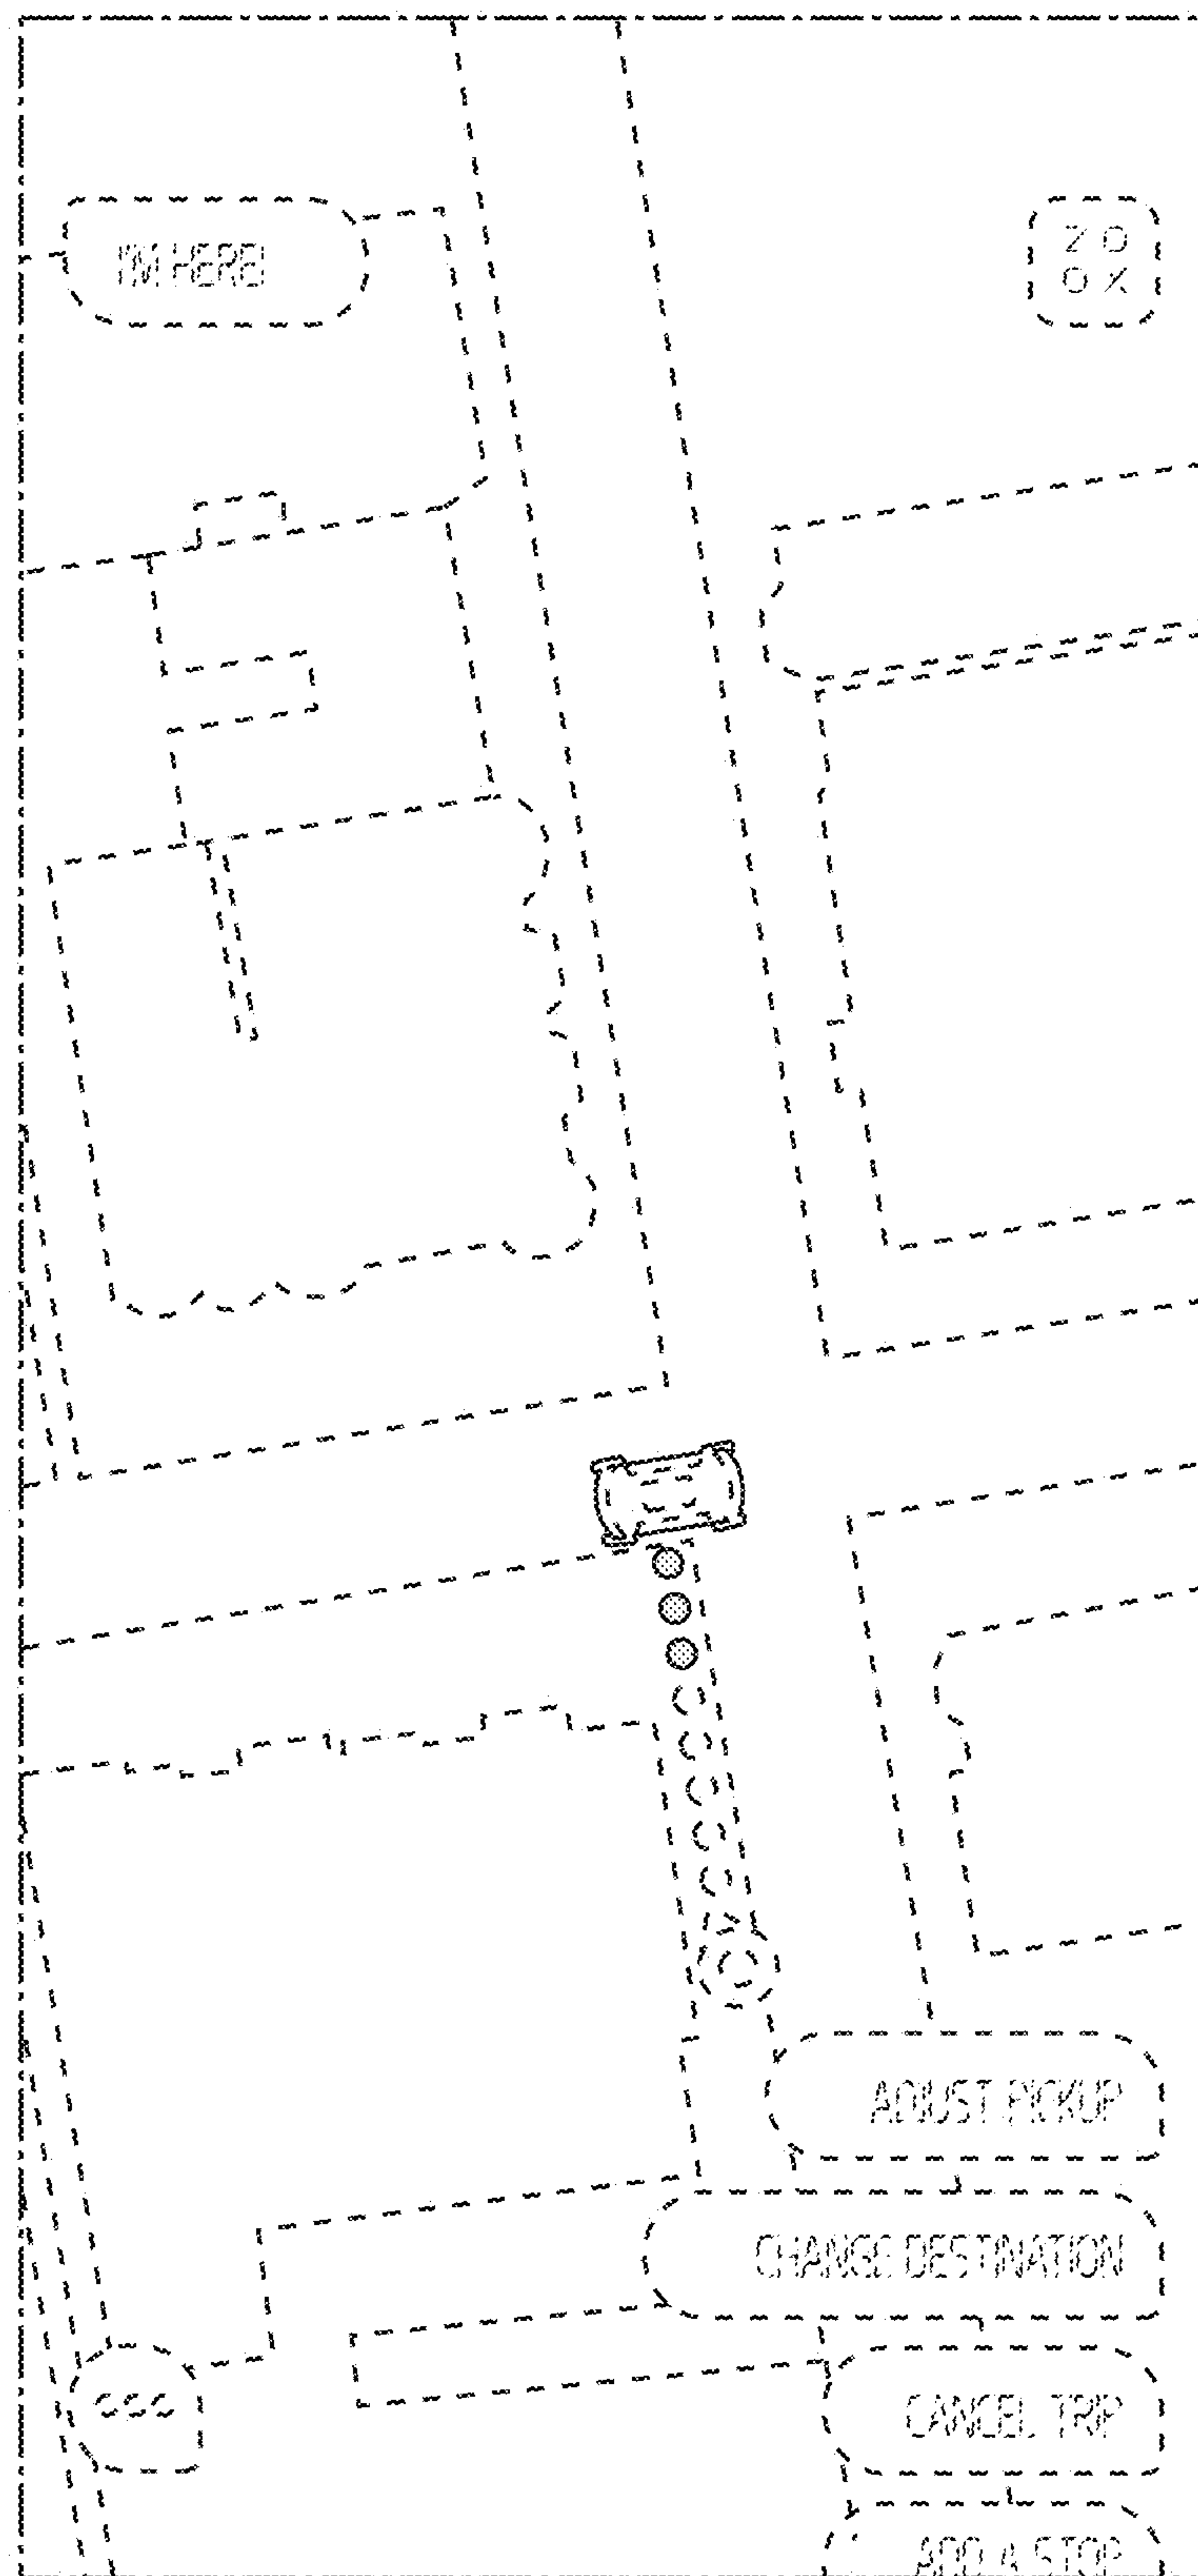 I'M HERE
Z O
O X
ADJUST PICKUP
CHANGE DESTINATION
CANCEL TRIP
ADD A STOP